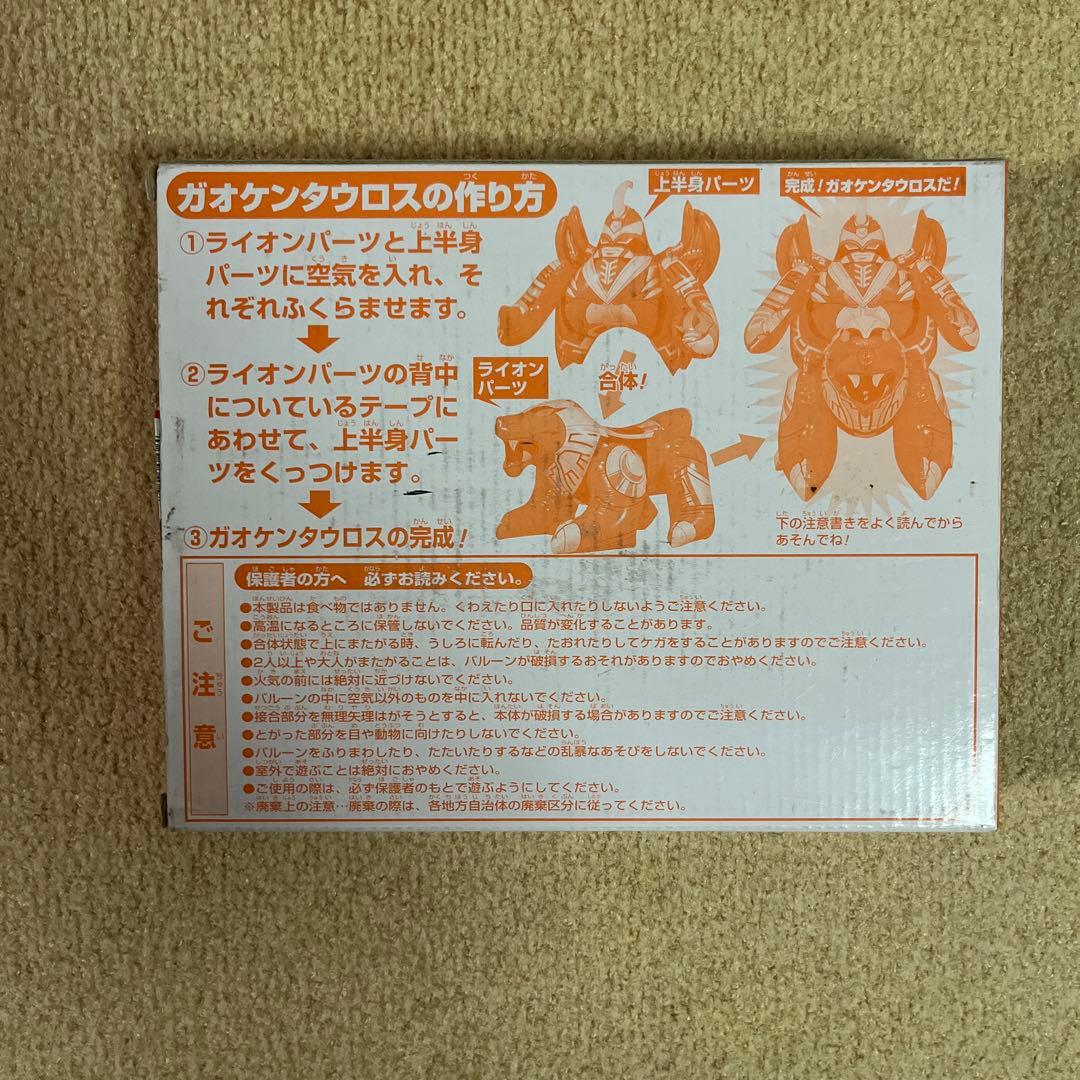 ガオケンタウロスの作り方
①ライオンパーツと上半身
パーツに空気を入れ、そ
れぞれふくらませます。
②ライオンパーツの背中
についているテープに
あわせて、上半身パー
ツをくっつけます。
③ガオケンタウロスの完成！
上半身パーツ
ライオン
パーツ
合体！
完成！ガオケンタウロスだ！
下の注意書きをよく読んでから
あそんでね！
ご注意
保護者の方へ 必ずお読みください。
●本製品は食べ物ではありません。くわえたり口に入れたりしないようご注意ください。
●高温になるところに保管しないでください。品質が変化することがあります。
●合体状態で上にまたがる時、うしろに転んだり、たおれたりしてケガをすることがありますのでご注意ください。
●2人以上や大人がまたがることは、バルーンが破損するおそれがありますのでおやめください。
●火気の前には絶対に近づけないでください。
●バルーンの中に空気以外のものを中に入れないでください。
●接合部分を無理矢理はがそうとすると、本体が破損する場合がありますのでご注意ください。
●とがった部分を目や動物に向けたりしないでください。
●バルーンをふりまわしたり、たたいたりするなどの乱暴なあそびをしないでください。
●室外で遊ぶことは絶対におやめください。
●ご使用の際は、必ず保護者のもとで遊ぶようにしてください。
※廃棄上の注意…廃棄の際は、各地方自治体の廃棄区分に従ってください。